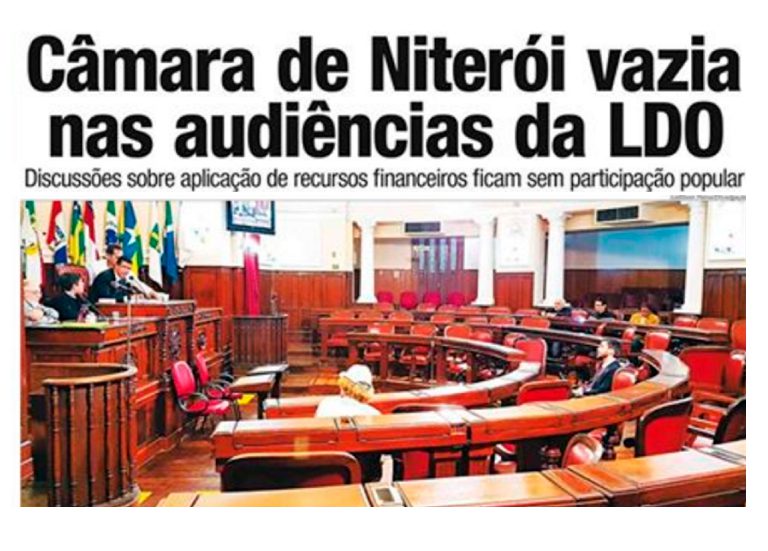 Câmara de Niterói vazia
nas audiências da LDO
Discussões sobre aplicação de recursos financeiros ficam sem participação popular